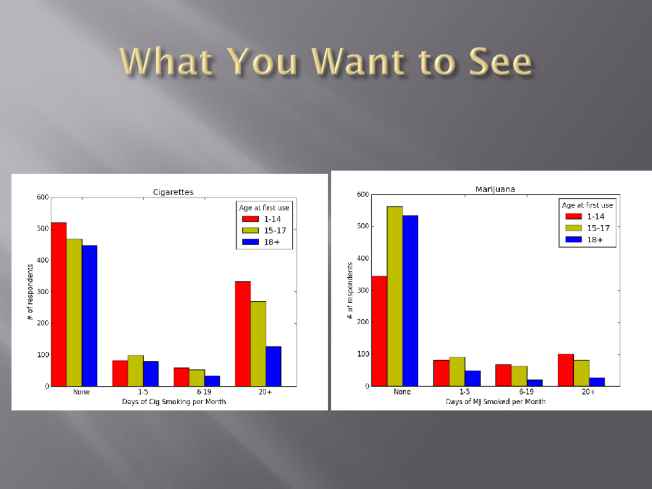 What You Want to See
Cigarettes
600
500
400
300
200
100
0
# of respondents
Age at first use
1-14
15-17
18+
None
1-5
6-19
20+
Days of Cig Smoking per Month
Marijuana
600
500
400
300
200
100
0
# of respondents
Age at first use
1-14
15-17
18+
None
1-5
6-19
20+
Days of MJ Smoked per Month